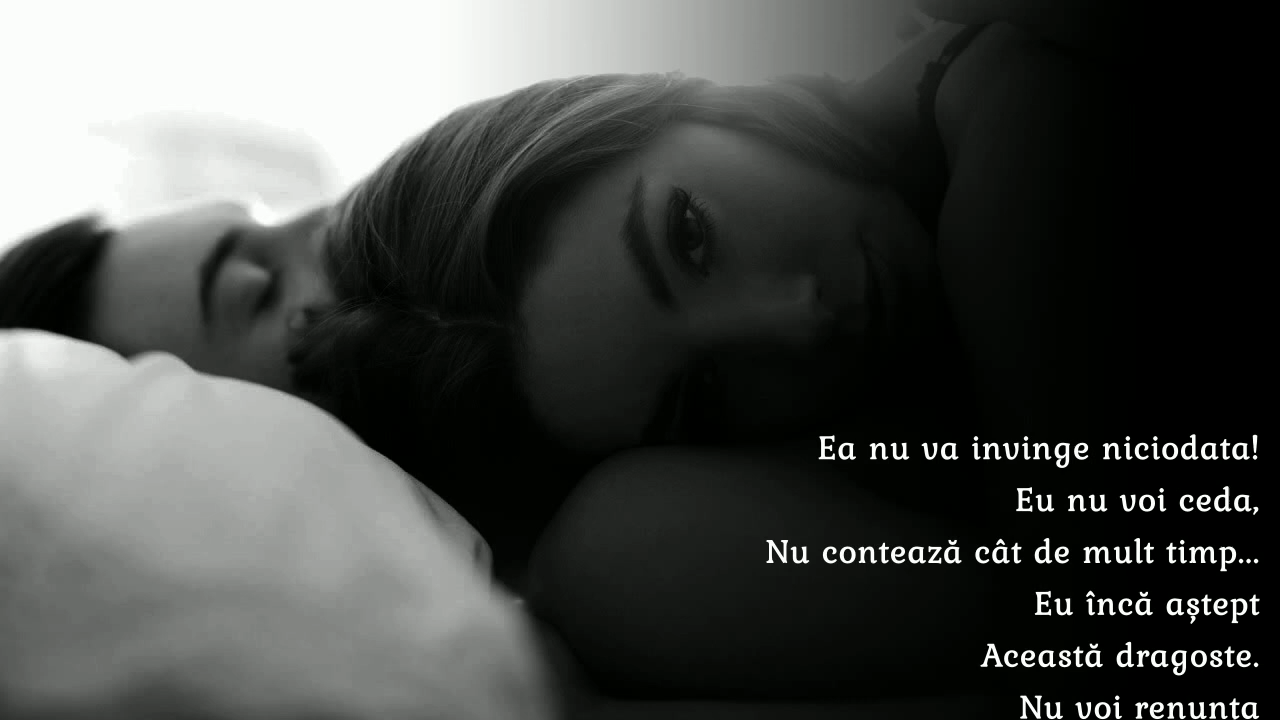 Ea nu va invinge niciodata!
Eu nu voi ceda,
Nu contează cât de mult timp...
Eu încă aștept
Această dragoste.
Nu voi renunta